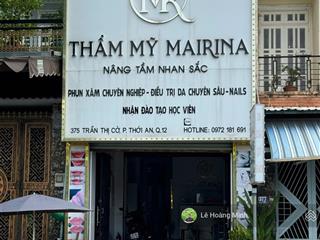 MR
THẨM MỸ MAIRINA
NÂNG TẦM NHAN SẮC
PHUN XĂM CHUYÊN NGHIỆP - ĐIỀU TRỊ DA CHUYÊN SÂU - NAILS
NHẬN ĐÀO TẠO HỌC VIÊN
375 TRẦN THỊ CỜ, P. THỚI AN, Q.12 HOTLINE: 0972 181 691
Lê Hoàng Minh